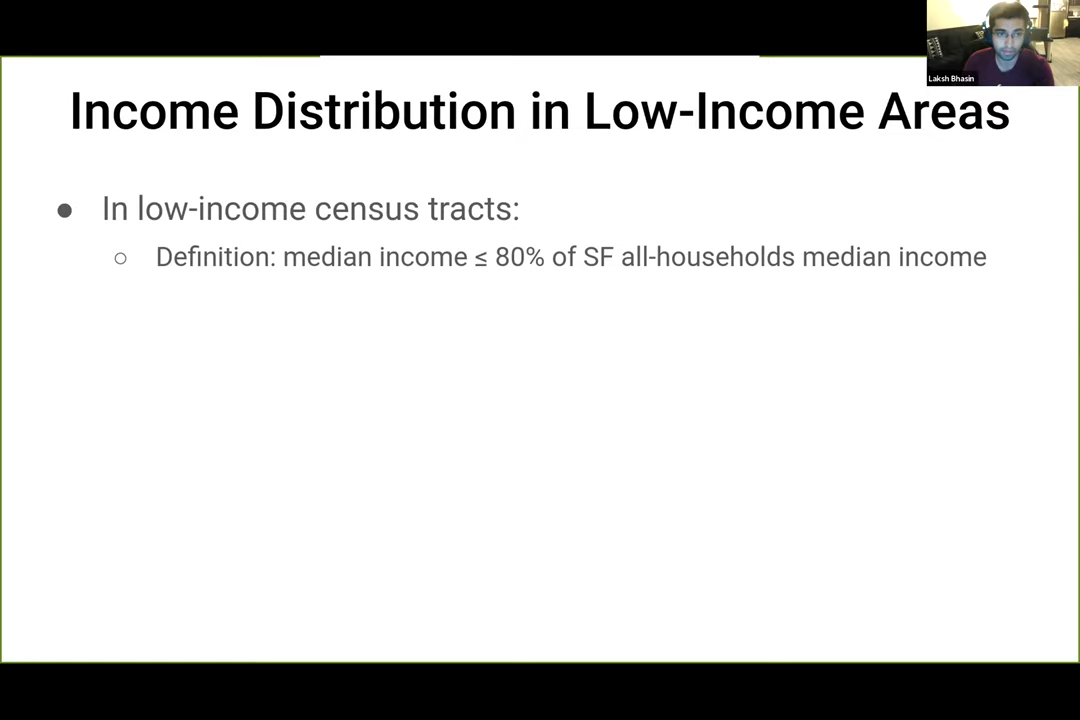 Laksh Bhasin
Income Distribution in Low-Income Areas
● In low-income census tracts:
○ Definition: median income ≤ 80% of SF all-households median income